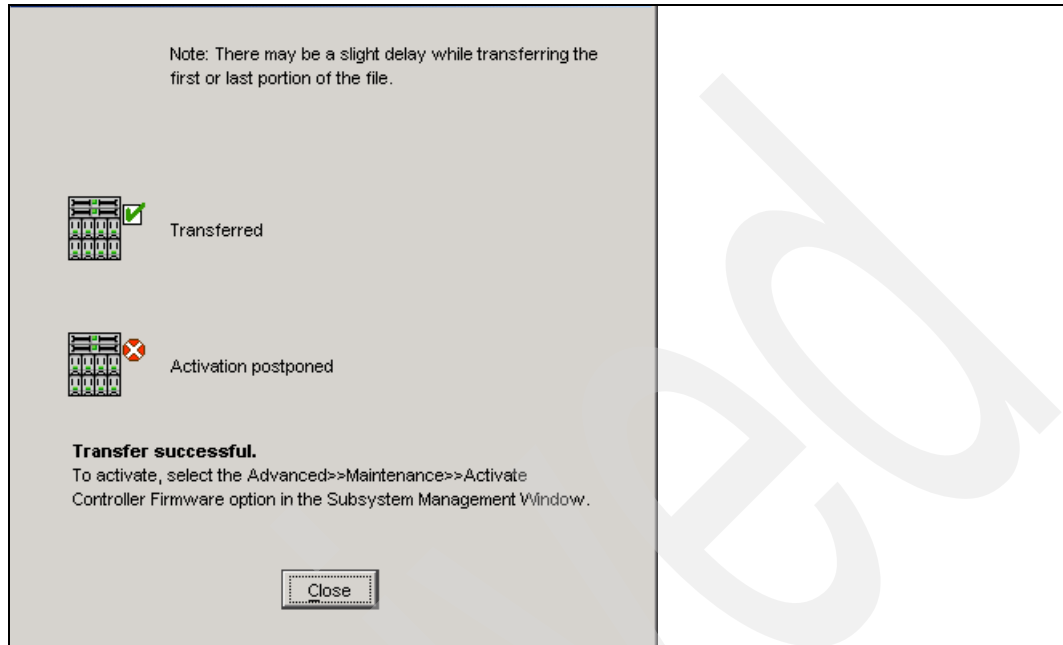 Note: There may be a slight delay while transferring the
first or last portion of the file.
Transferred
Activation postponed
Transfer successful.
To activate, select the Advanced>>Maintenance>>Activate
Controller Firmware option in the Subsystem Management Window.
Close